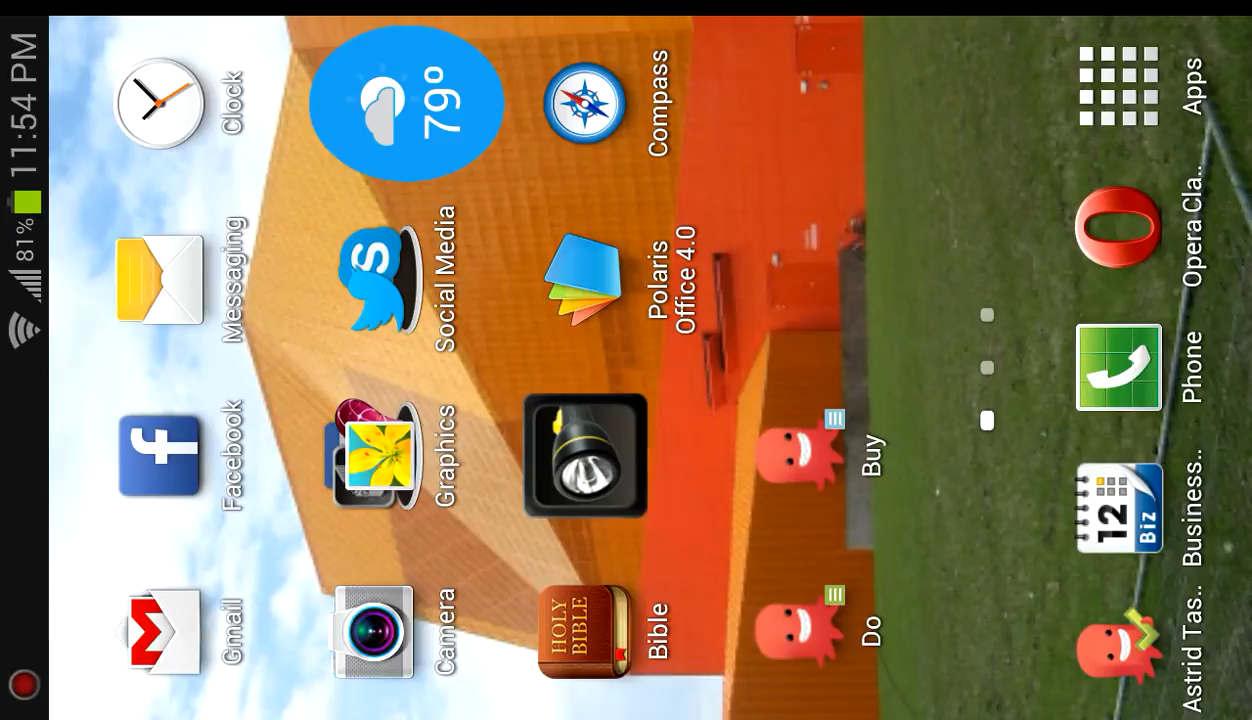 81% 11:54 PM
Gmail
Facebook
Messaging
Clock
Camera
Graphics
Social Media
79°
Bible
HOLY
BIBLE
Polaris
Office 4.0
Compass
Do
Buy
Astrid Tas..
Business..
12
Biz
Phone
Opera Cla..
Apps